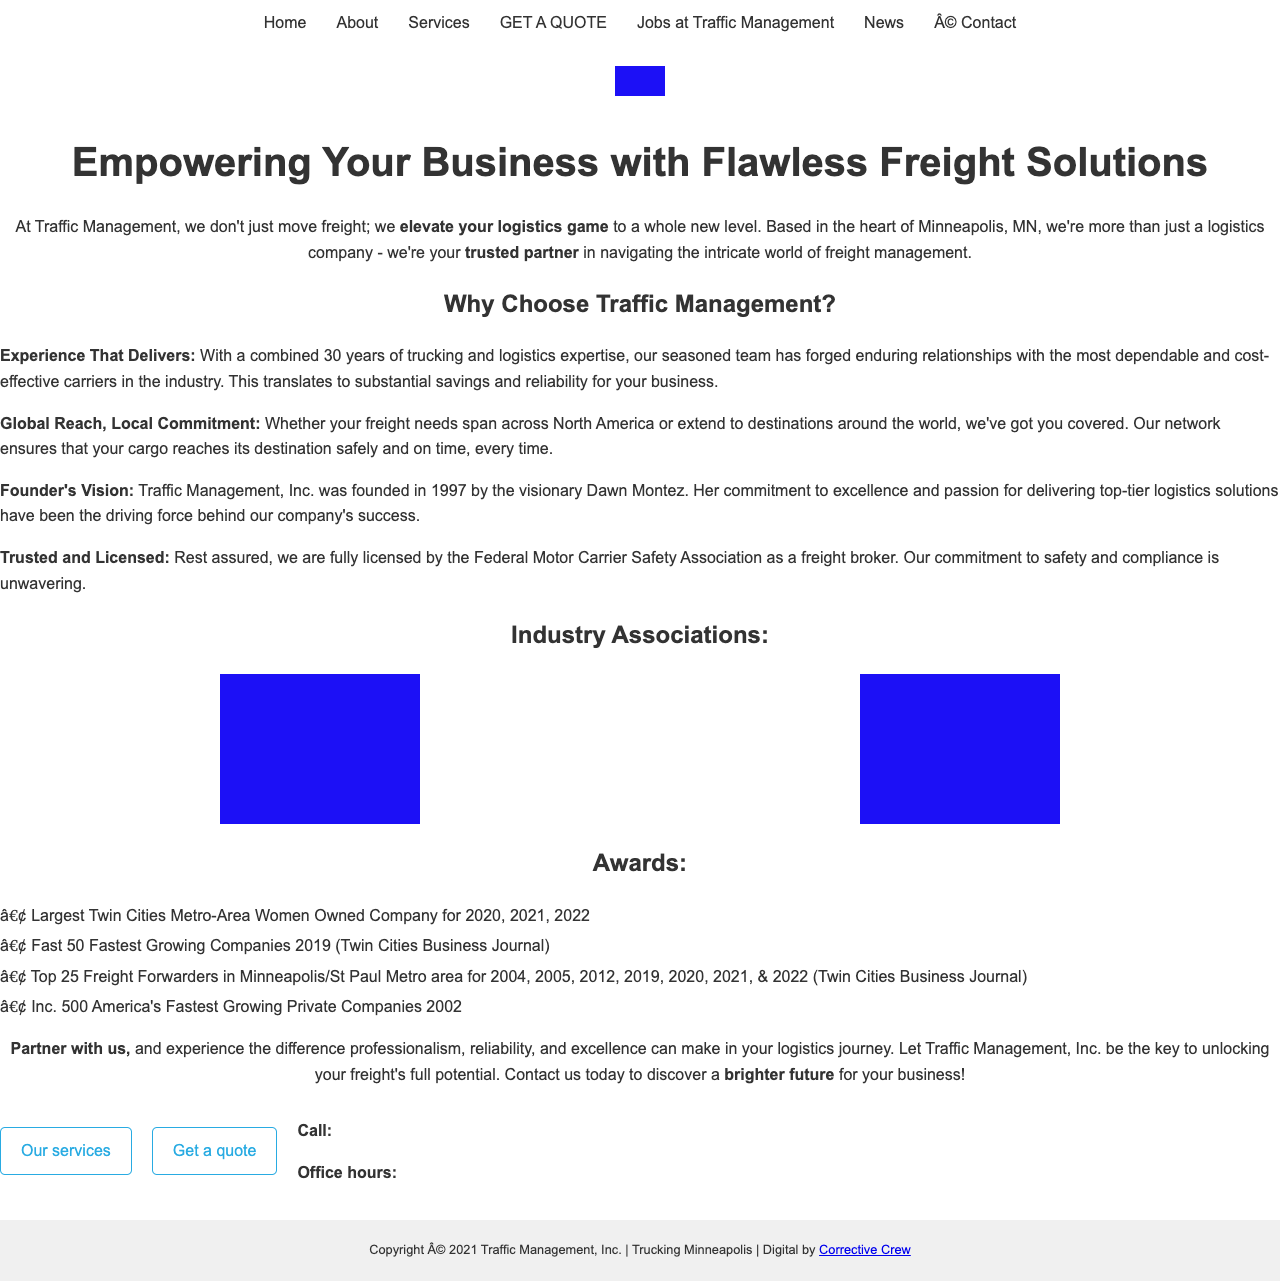 Home About Services GET A QUOTE Jobs at Traffic Management News Â© Contact
Empowering Your Business with Flawless Freight Solutions
At Traffic Management, we don't just move freight; we elevate your logistics game to a whole new level. Based in the heart of Minneapolis, MN, we're more than just a logistics
company - we're your trusted partner in navigating the intricate world of freight management.
Why Choose Traffic Management?
Experience That Delivers: With a combined 30 years of trucking and logistics expertise, our seasoned team has forged enduring relationships with the most dependable and cost-
effective carriers in the industry. This translates to substantial savings and reliability for your business.
Global Reach, Local Commitment: Whether your freight needs span across North America or extend to destinations around the world, we've got you covered. Our network
ensures that your cargo reaches its destination safely and on time, every time.
Founder's Vision: Traffic Management, Inc. was founded in 1997 by the visionary Dawn Montez. Her commitment to excellence and passion for delivering top-tier logistics solutions
have been the driving force behind our company's success.
Trusted and Licensed: Rest assured, we are fully licensed by the Federal Motor Carrier Safety Association as a freight broker. Our commitment to safety and compliance is
unwavering.
Industry Associations:
Awards:
â€¢ Largest Twin Cities Metro-Area Women Owned Company for 2020, 2021, 2022
â€¢ Fast 50 Fastest Growing Companies 2019 (Twin Cities Business Journal)
â€¢ Top 25 Freight Forwarders in Minneapolis/St Paul Metro area for 2004, 2005, 2012, 2019, 2020, 2021, & 2022 (Twin Cities Business Journal)
â€¢ Inc. 500 America's Fastest Growing Private Companies 2002
Partner with us, and experience the difference professionalism, reliability, and excellence can make in your logistics journey. Let Traffic Management, Inc. be the key to unlocking
your freight's full potential. Contact us today to discover a brighter future for your business!
Our services Get a quote Call:
Office hours:
Copyright Â© 2021 Traffic Management, Inc. | Trucking Minneapolis | Digital by Corrective Crew